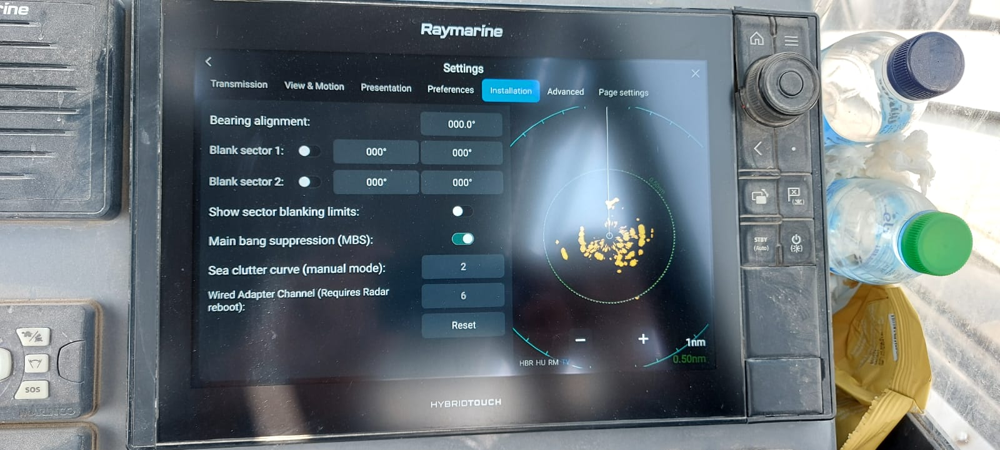 rine
Raymarine
Settings
Transmission View & Motion Presentation Preferences Installation Advanced Page settings
Bearing alignment: 000.0°
Blank sector 1: 000° 000°
Blank sector 2: 000° 000°
Show sector blanking limits:
Main bang suppression (MBS):
Sea clutter curve (manual mode): 2
Wired Adapter Channel (Requires Radar
reboot): 6
Reset
0.50nm
1nm
HBR HU RM TV 0.50nm
HYBRIDTOUCH
STBY
(Auto)
SOS
MARINCO